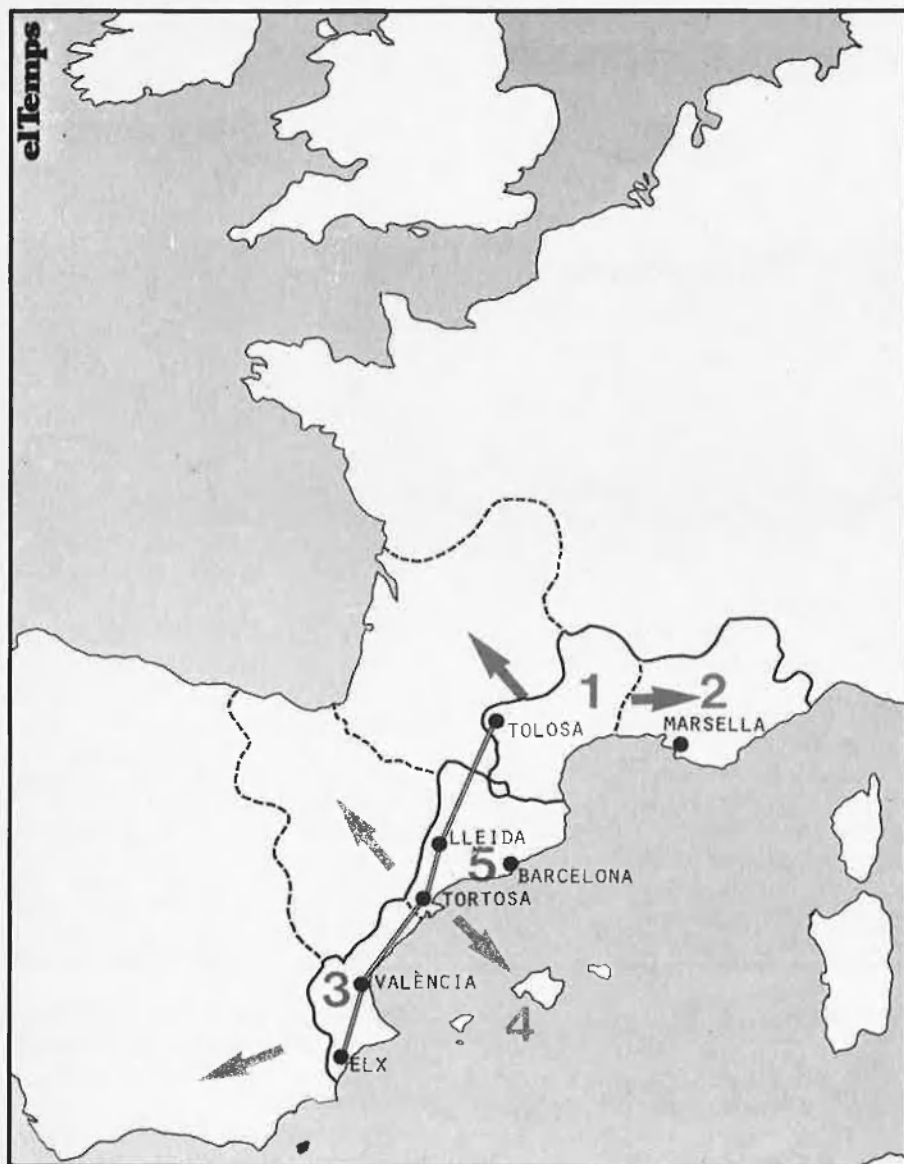 elTemps
1
2
TOLOSA
MARSELLA
LLEIDA
5
BARCELONA
TORTOSA
3
VALÈNCIA
4
ELX